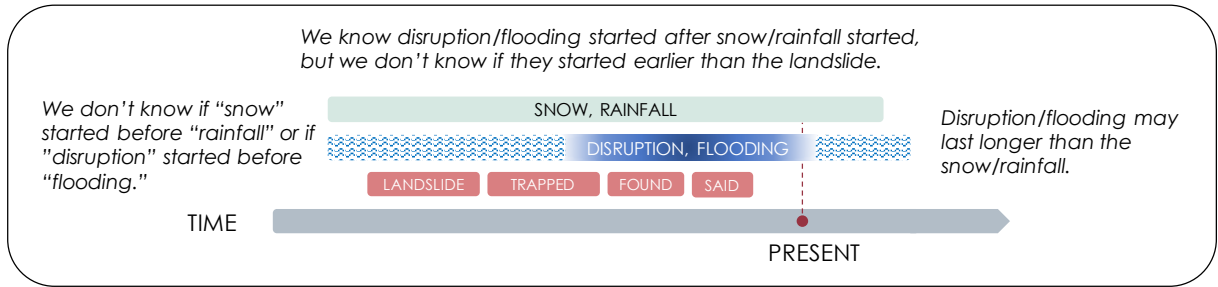 We know disruption/flooding started after snow/rainfall started,
but we don't know if they started earlier than the landslide.
We don't know if “snow”
started before “rainfall” or if
”disruption” started before
“flooding.”
SNOW, RAINFALL
DISRUPTION, FLOODING
LANDSLIDE
TRAPPED
FOUND
SAID
Disruption/flooding may
last longer than the
snow/rainfall.
TIME
PRESENT